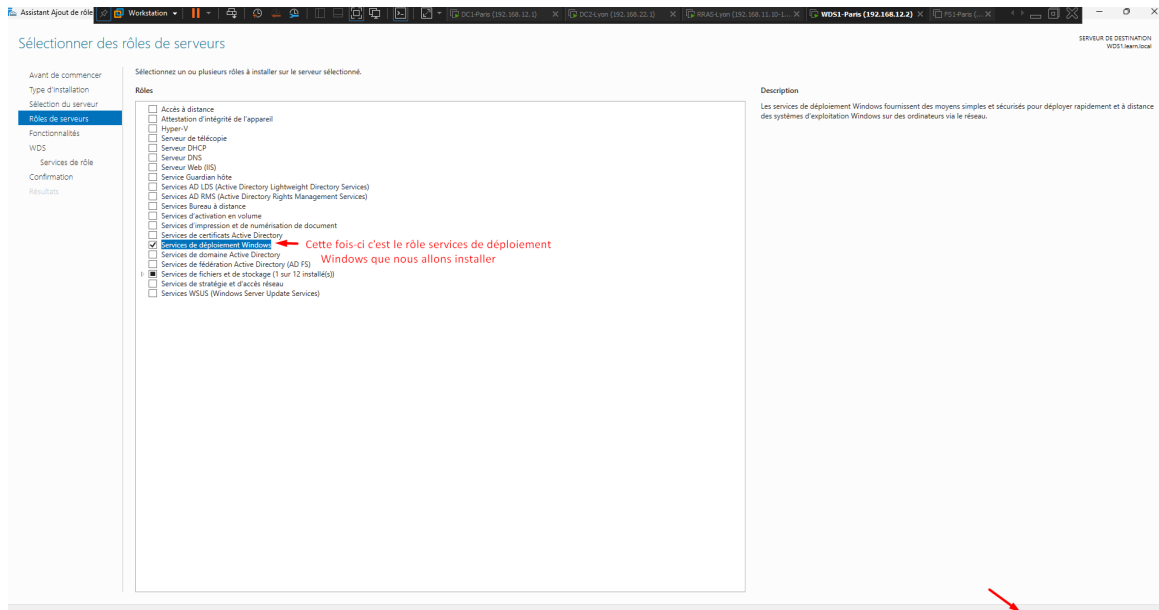 Assistant Ajout de rôle
Workstation
DC1-Paris (192.168.12.1)
DC2-Lyon (192.168.22.1)
RRAS-Lyon (192.168.11.10-1...
WDS1-Paris (192.168.12.2)
FS1-Paris (...
Sélectionner des rôles de serveurs
SERVEUR DE DESTINATION
WDS1.learn.local
Avant de commencer
Type d'installation
Sélection du serveur
Rôles de serveurs
Fonctionnalités
WDS
Services de rôle
Confirmation
Résultats
Sélectionnez un ou plusieurs rôles à installer sur le serveur sélectionné.
Rôles
Accès à distance
Attestation d'intégrité de l'appareil
Hyper-V
Serveur de télécopie
Serveur DHCP
Serveur DNS
Serveur Web (IIS)
Service Guardian hôte
Services AD LDS (Active Directory Lightweight Directory Services)
Services AD RMS (Active Directory Rights Management Services)
Services Bureau à distance
Services d'activation en volume
Services d'impression et de numérisation de document
Services de certificats Active Directory
Services de déploiement Windows
Services de domaine Active Directory
Services de fédération Active Directory (AD FS)
Services de fichiers et de stockage (1 sur 12 installé(s))
Services de stratégie et d'accès réseau
Services WSUS (Windows Server Update Services)
Cette fois-ci c'est le rôle services de déploiement
Windows que nous allons installer
Description
Les services de déploiement Windows fournissent des moyens simples et sécurisés pour déployer rapidement et à distance
des systèmes d'exploitation Windows sur des ordinateurs via le réseau.